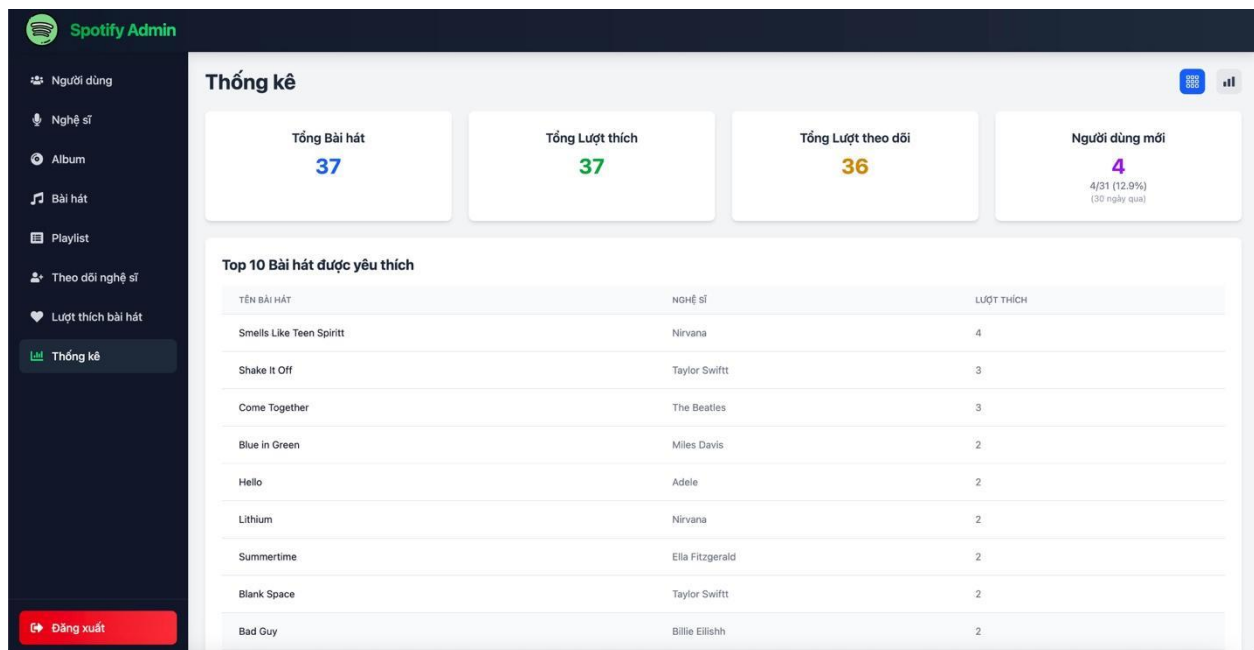 Spotify Admin
Người dùng
Nghệ sĩ
Album
Bài hát
Playlist
Theo dõi nghệ sĩ
Lượt thích bài hát
Thống kê
Đăng xuất
Thống kê
Tổng Bài hát
37
Tổng Lượt thích
37
Tổng Lượt theo dõi
36
Người dùng mới
4
4/31 (12.9%)
(30 ngày qua)
Top 10 Bài hát được yêu thích
TÊN BÀI HÁT NGHỆ SĨ LƯỢT THÍCH
Smells Like Teen Spiritt Nirvana 4
Shake It Off Taylor Swiftt 3
Come Together The Beatles 3
Blue in Green Miles Davis 2
Hello Adele 2
Lithium Nirvana 2
Summertime Ella Fitzgerald 2
Blank Space Taylor Swiftt 2
Bad Guy Billie Eilishh 2